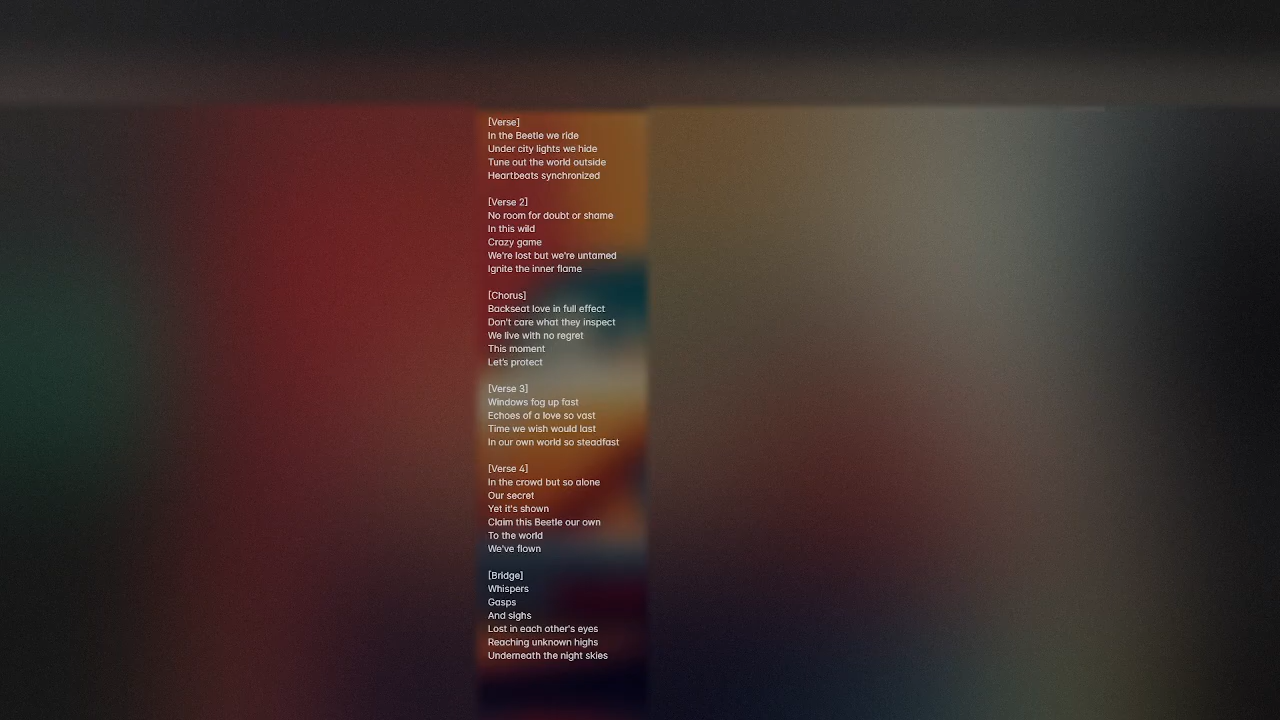 [Verse]
In the Beetle we ride
Under city lights we hide
Tune out the world outside
Heartbeats synchronized

[Verse 2]
No room for doubt or shame
In this wild
Crazy game
We're lost but we're untamed
Ignite the inner flame

[Chorus]
Backseat love in full effect
Don't care what they inspect
We live with no regret
This moment
Let's protect

[Verse 3]
Windows fog up fast
Echoes of a love so vast
Time we wish would last
In our own world so steadfast

[Verse 4]
In the crowd but so alone
Our secret
Yet it's shown
Claim this Beetle our own
To the world
We've flown

[Bridge]
Whispers
Gasps
And sighs
Lost in each other's eyes
Reaching unknown highs
Underneath the night skies